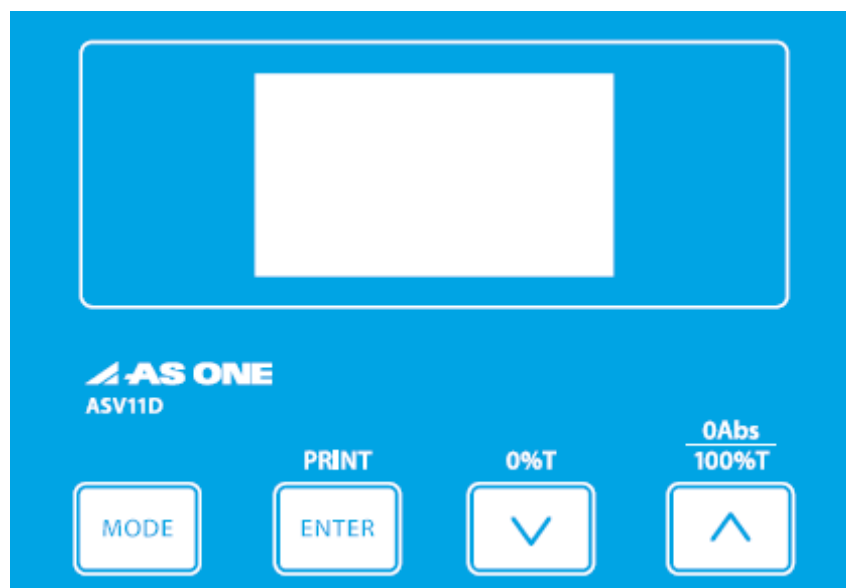 AS ONE
ASV11D
0Abs
PRINT 0%T 100%T
MODE ENTER